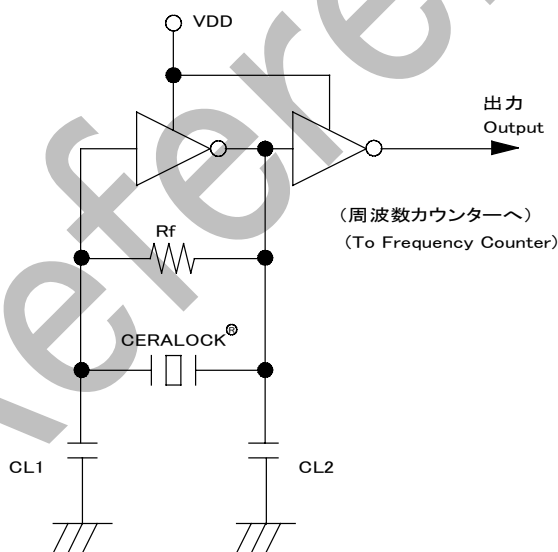 VDD
出力
Output
(周波数カウンターへ)
(To Frequency Counter)
Rf
CERALOCK®
CL1
CL2